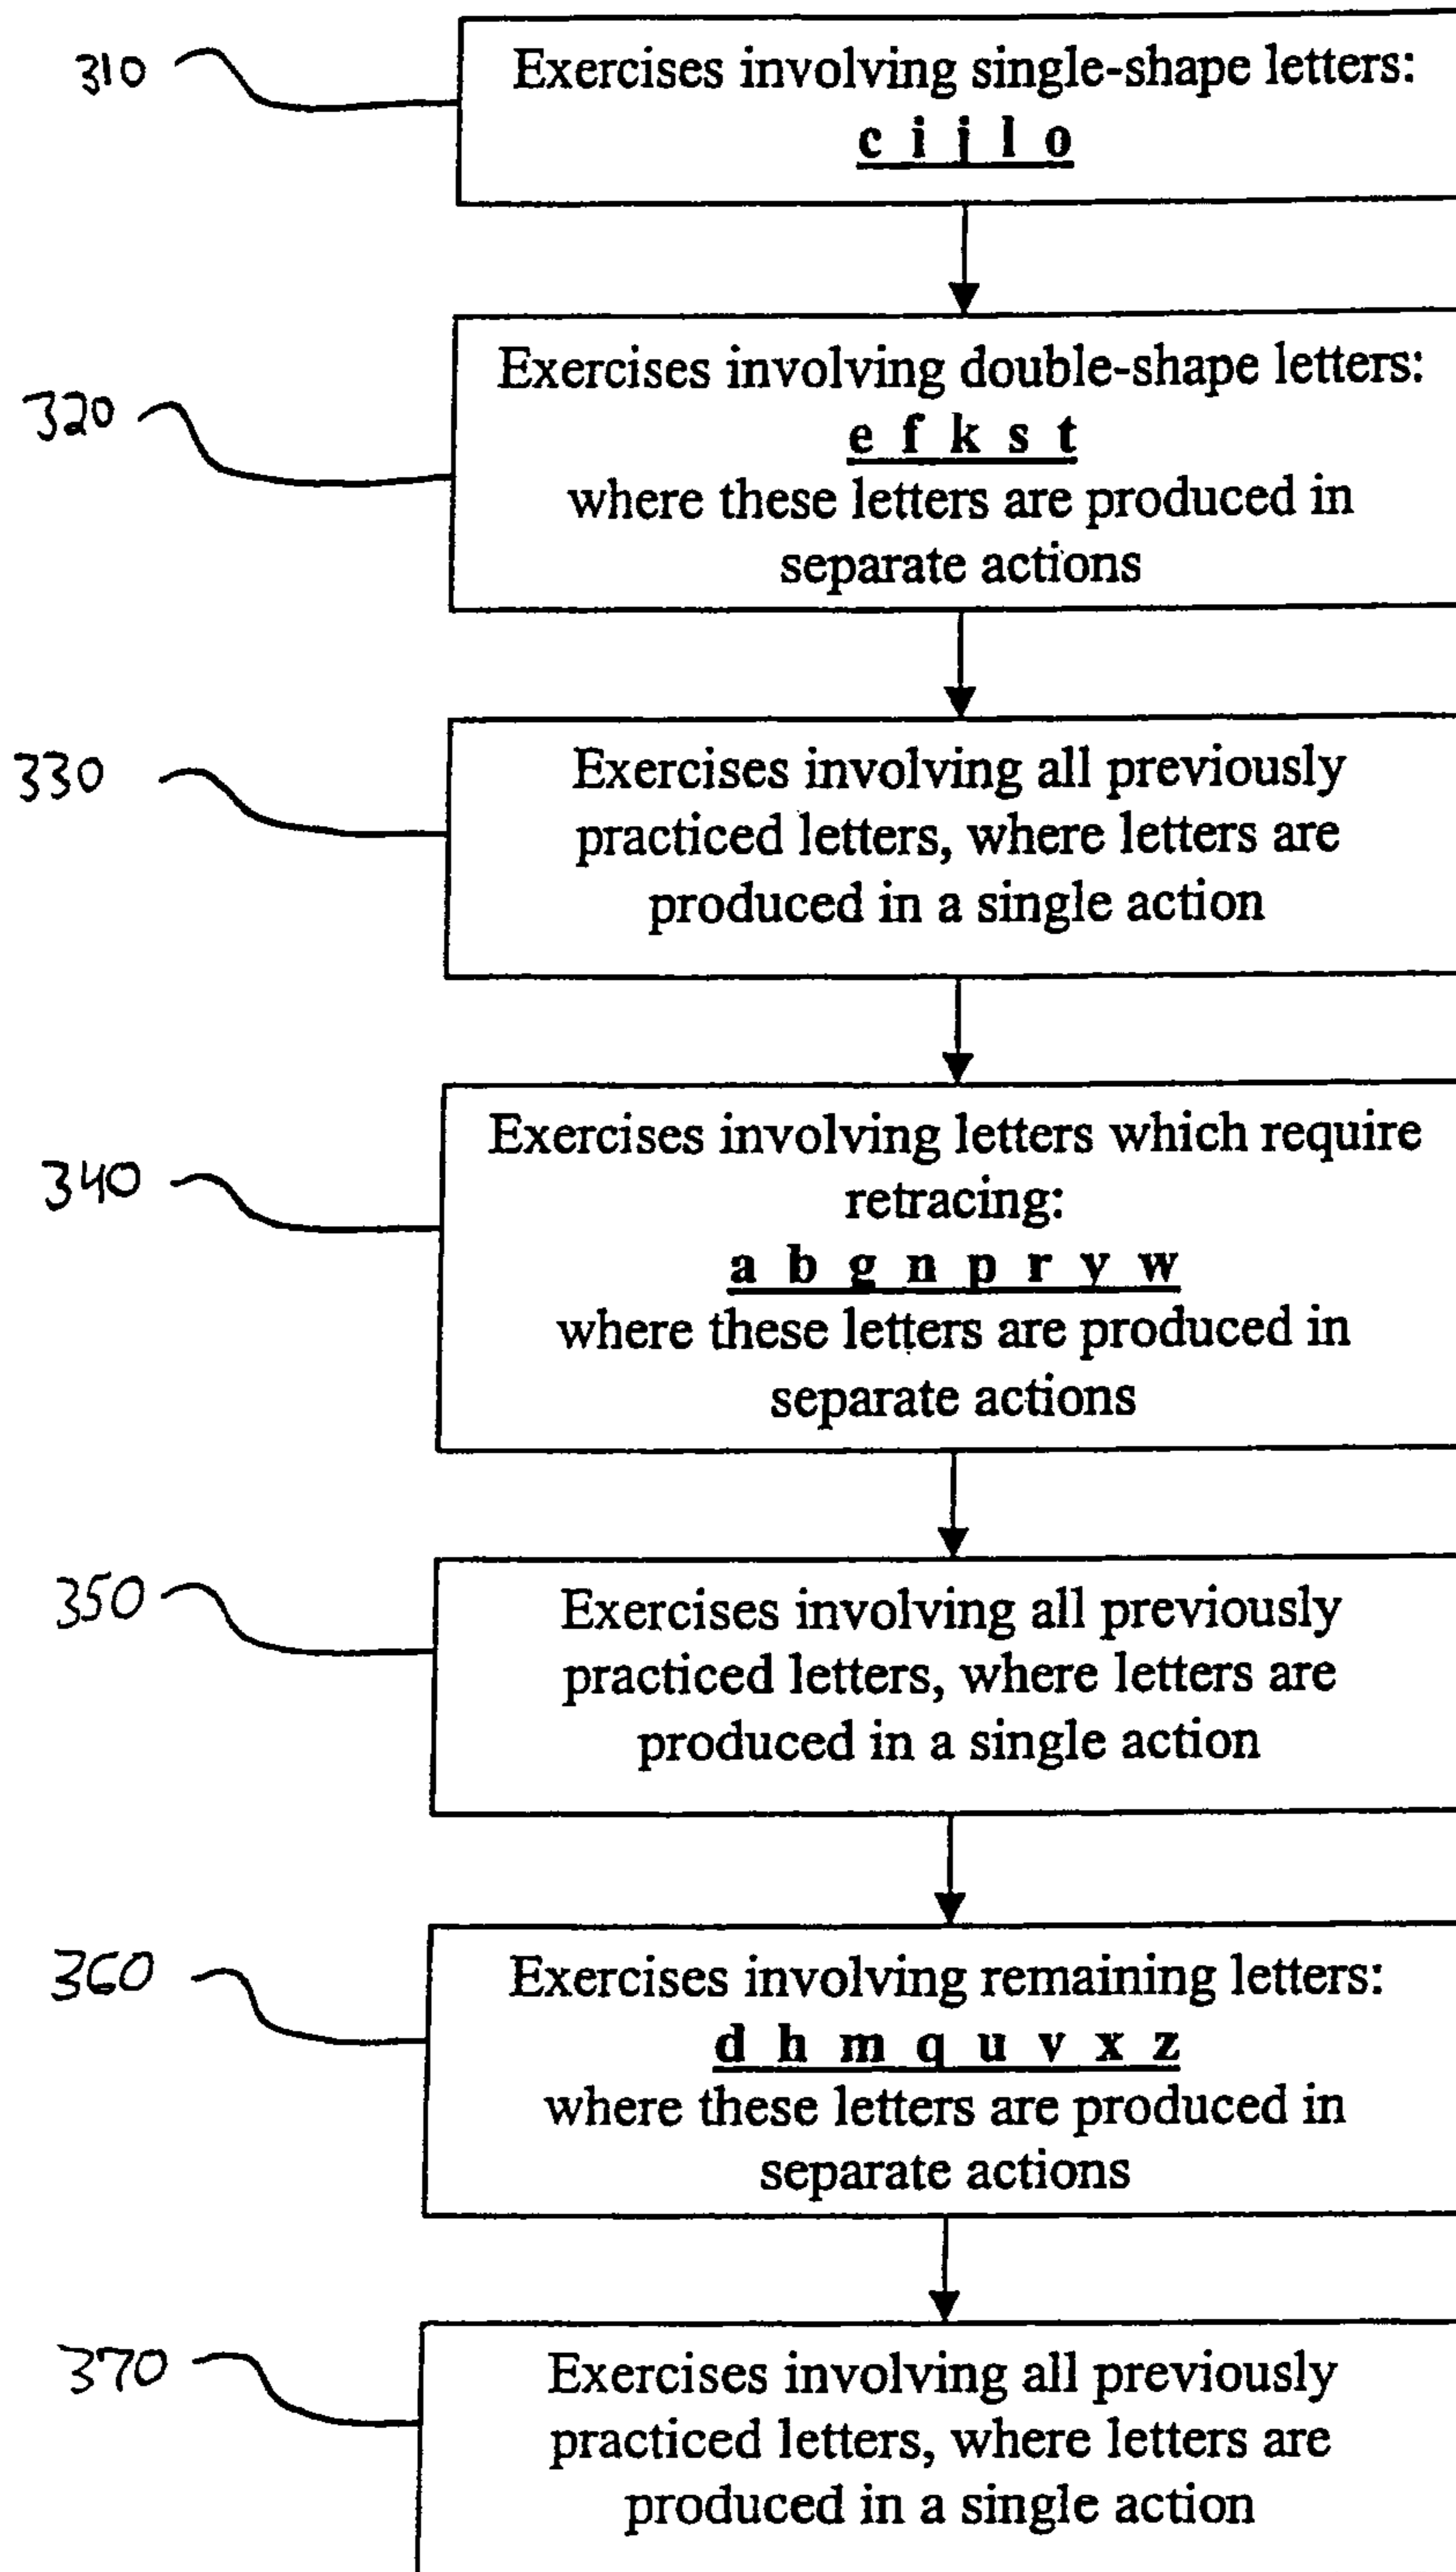 310
Exercises involving single-shape letters:
c i j l o
320
Exercises involving double-shape letters:
e f k s t
where these letters are produced in
separate actions
330
Exercises involving all previously
practiced letters, where letters are
produced in a single action
340
Exercises involving letters which require
retracing:
a b g n p r y w
where these letters are produced in
separate actions
350
Exercises involving all previously
practiced letters, where letters are
produced in a single action
360
Exercises involving remaining letters:
d h m q u v x z
where these letters are produced in
separate actions
370
Exercises involving all previously
practiced letters, where letters are
produced in a single action